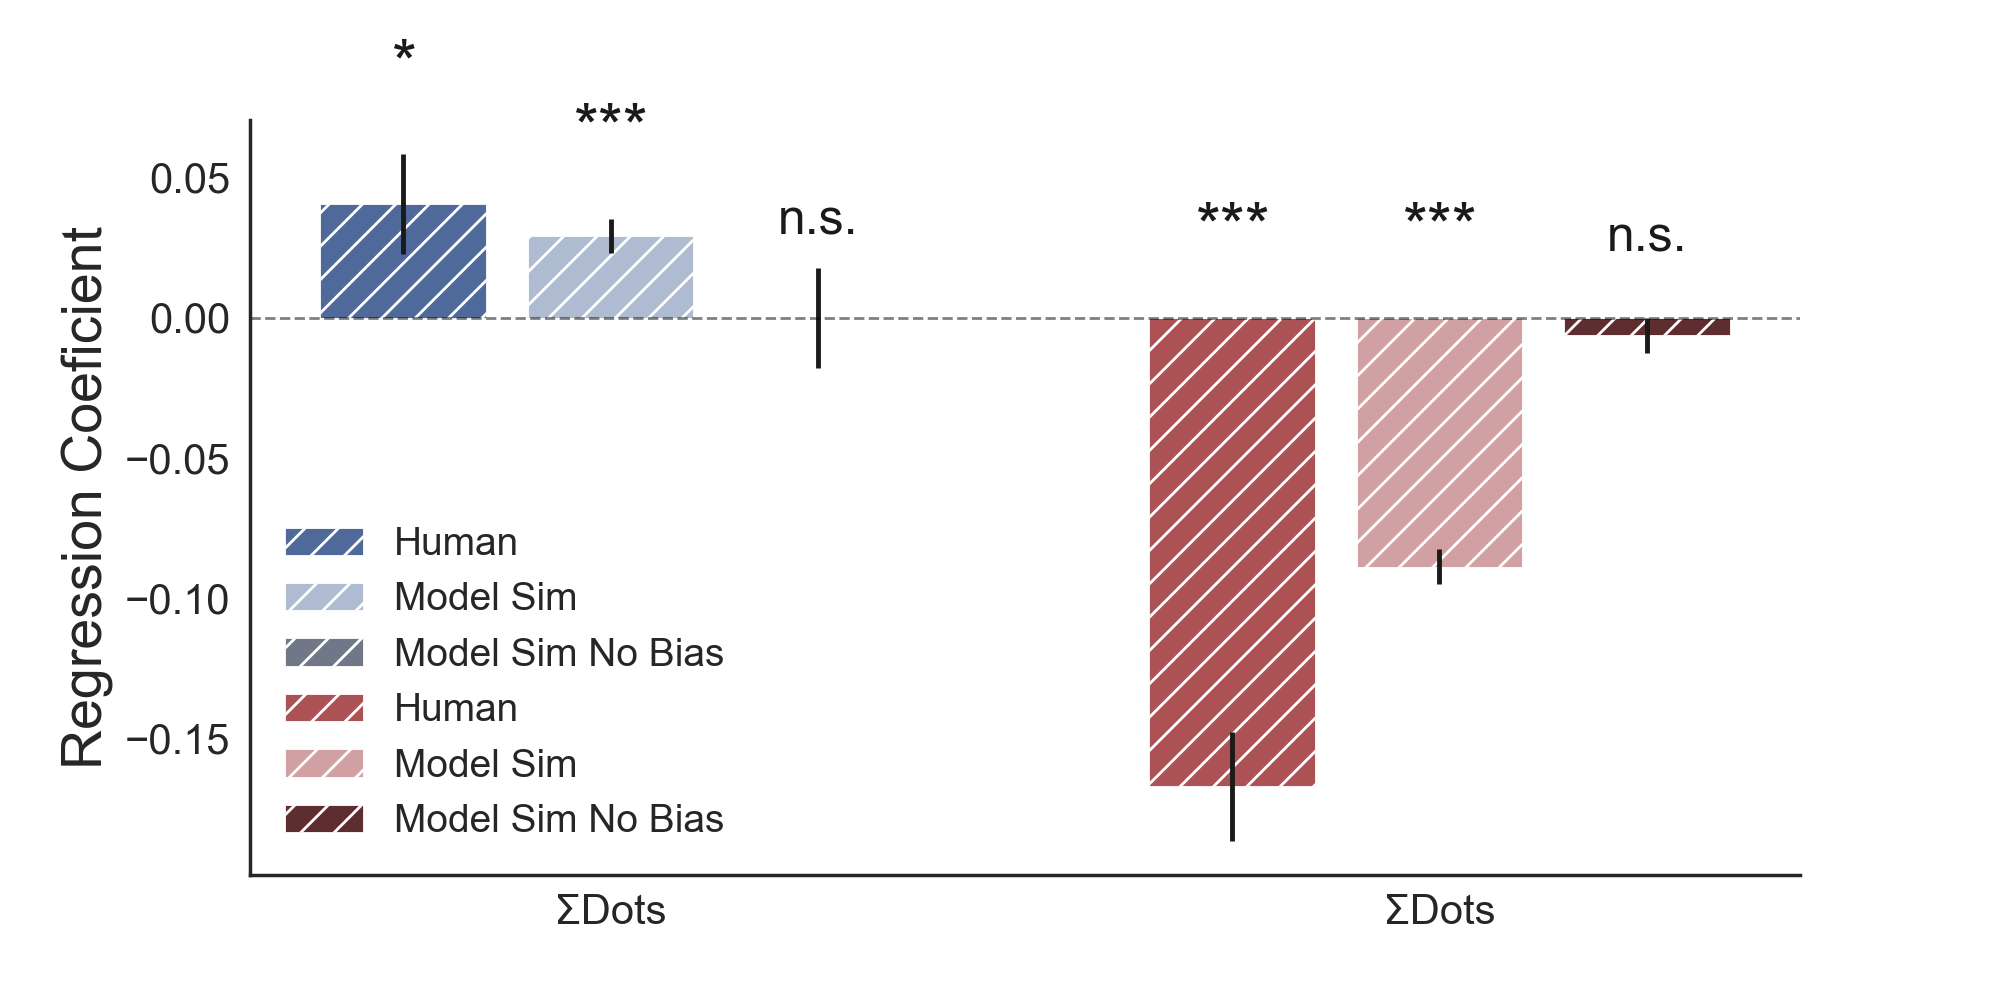 *
***
n.s.
***
***
n.s.
Regression Coefficient
0.05
0.00
−0.05
−0.10
−0.15
Human
Model Sim
Model Sim No Bias
Human
Model Sim
Model Sim No Bias
ΣDots
ΣDots